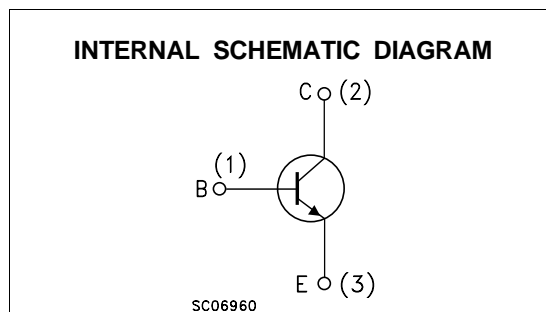 INTERNAL SCHEMATIC DIAGRAM
C (2)
(1)
B
E (3)
SC06960